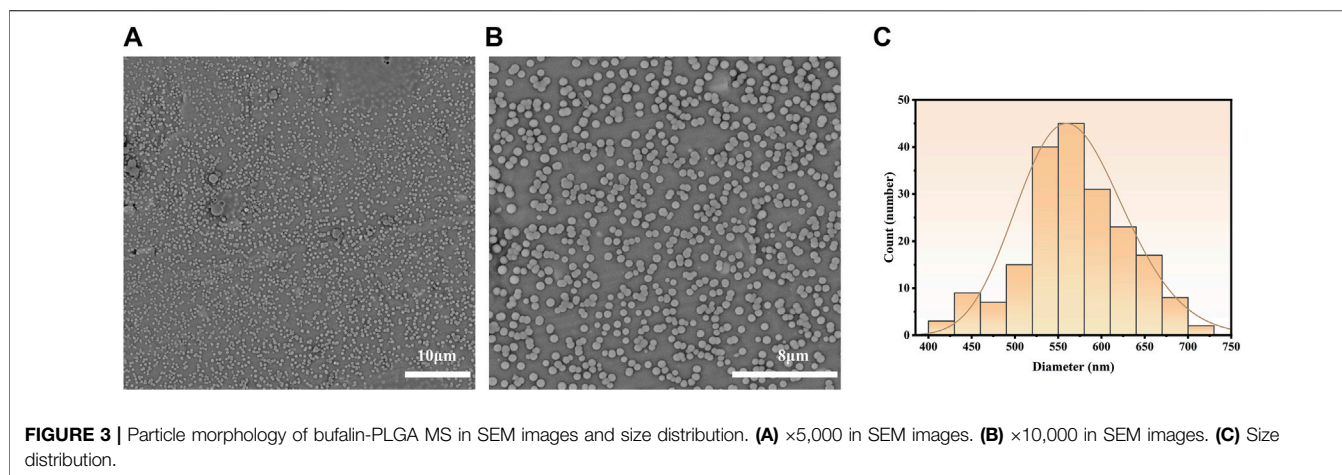 A
B
C
10μm
8μm
50
40
30
20
10
0
Count (number)
400 450 500 550 600 650 700 750
Diameter (nm)
FIGURE 3 | Particle morphology of bufalin-PLGA MS in SEM images and size distribution. (A) ×5,000 in SEM images. (B) ×10,000 in SEM images. (C) Size
distribution.